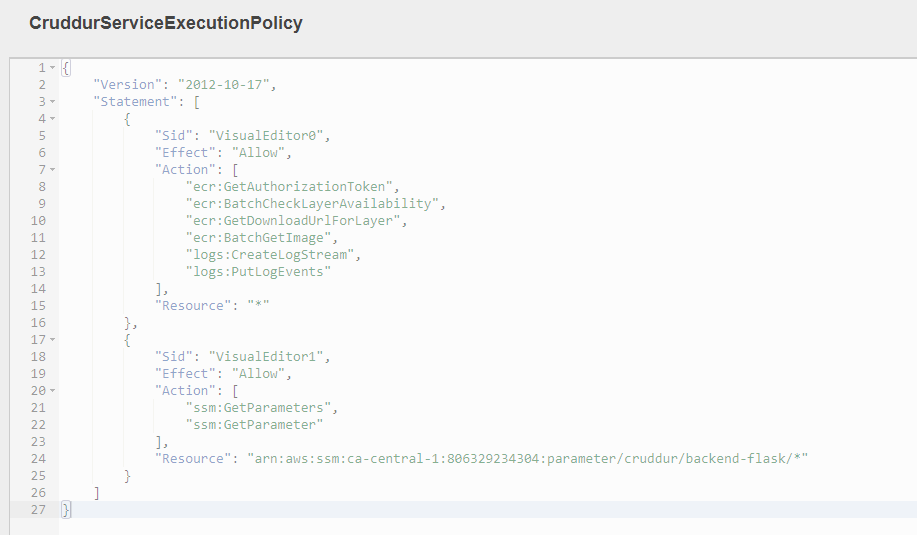 CruddurServiceExecutionPolicy
1 {
2 "Version": "2012-10-17",
3 "Statement": [
4 {
5 "Sid": "VisualEditor0",
6 "Effect": "Allow",
7 "Action": [
8 "ecr:GetAuthorizationToken",
9 "ecr:BatchCheckLayerAvailability",
10 "ecr:GetDownloadUrlForLayer",
11 "ecr:BatchGetImage",
12 "logs:CreateLogStream",
13 "logs:PutLogEvents"
14 ],
15 "Resource": "*"
16 },
17 {
18 "Sid": "VisualEditor1",
19 "Effect": "Allow",
20 "Action": [
21 "ssm:GetParameters",
22 "ssm:GetParameter"
23 ],
24 "Resource": "arn:aws:ssm:ca-central-1:806329234304:parameter/cruddur/backend-flask/*"
25 }
26 ]
27 }